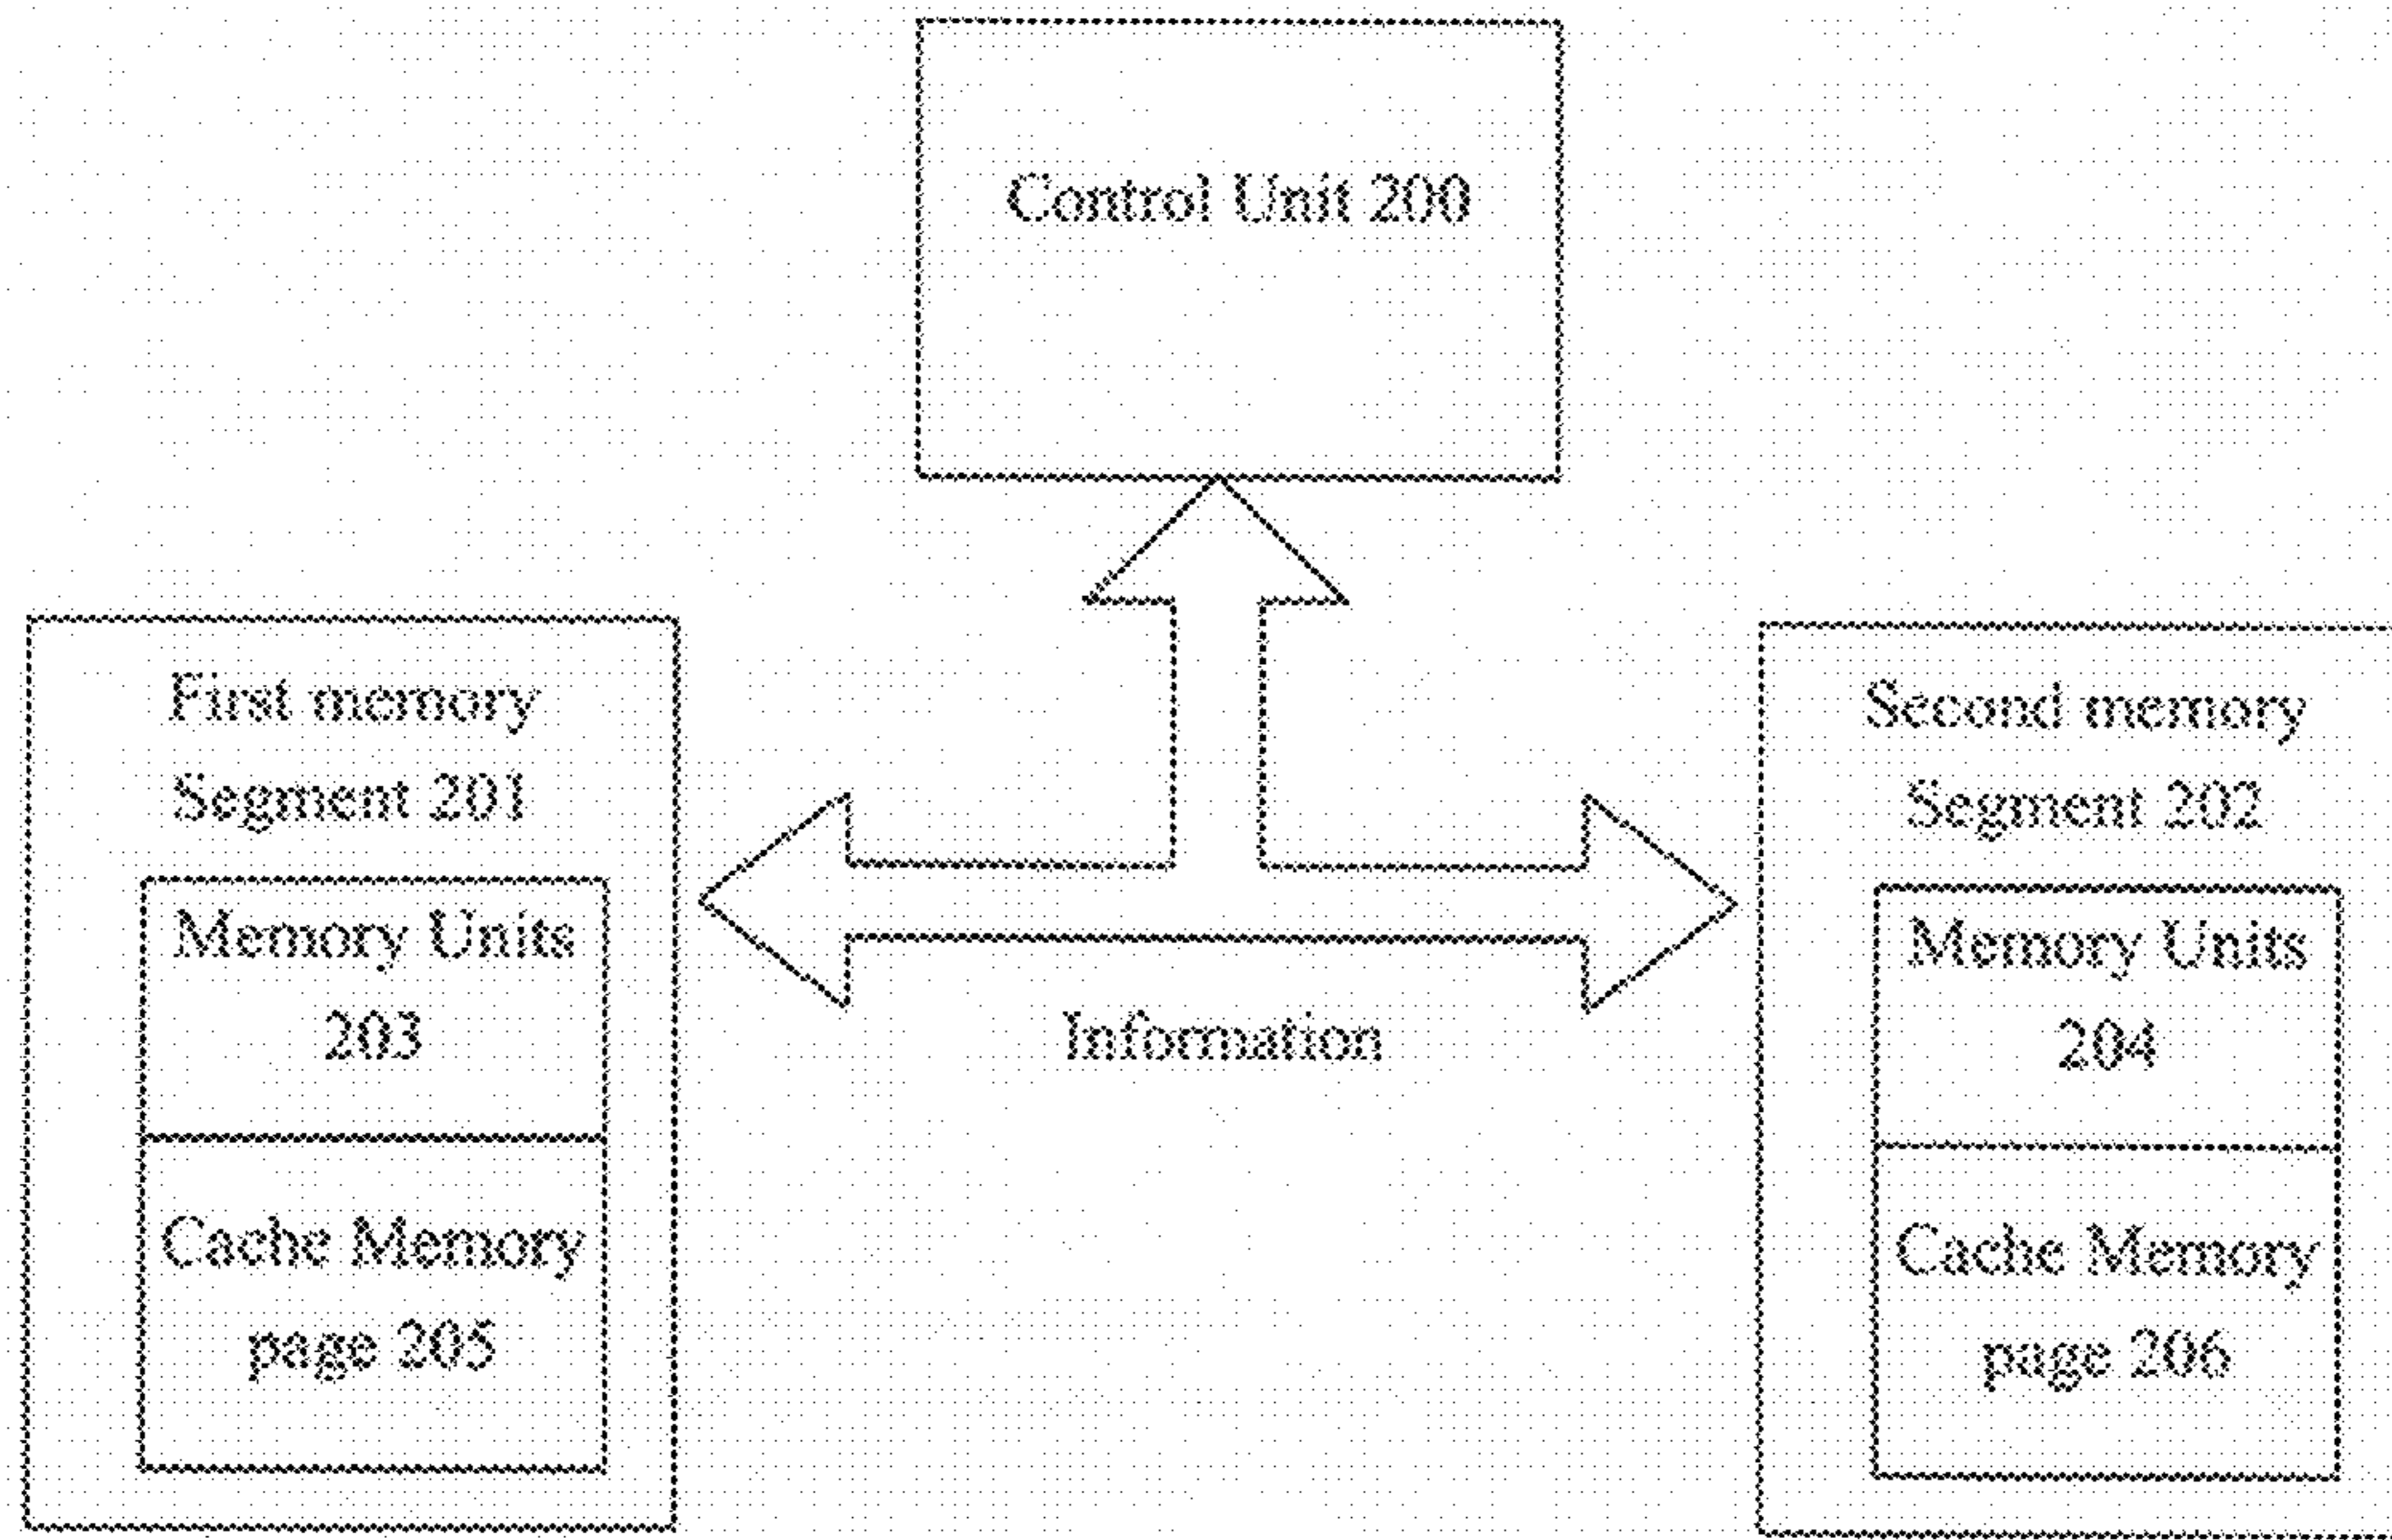 Control Unit 200
First memory
Segment 201
Memory Units
203
Cache Memory
page 205
Information
Second memory
Segment 202
Memory Units
204
Cache Memory
page 206